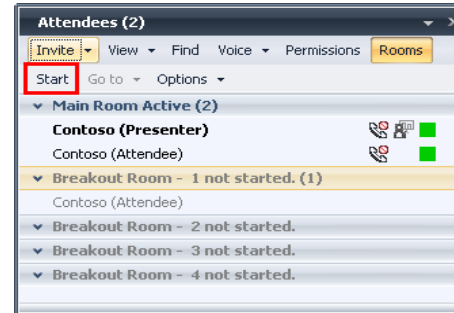 Attendees (2)
Invite View Find Voice Permissions Rooms
Start Go to Options
Main Room Active (2)
Contoso (Presenter)
Contoso (Attendee)
Breakout Room - 1 not started. (1)
Contoso (Attendee)
Breakout Room - 2 not started.
Breakout Room - 3 not started.
Breakout Room - 4 not started.